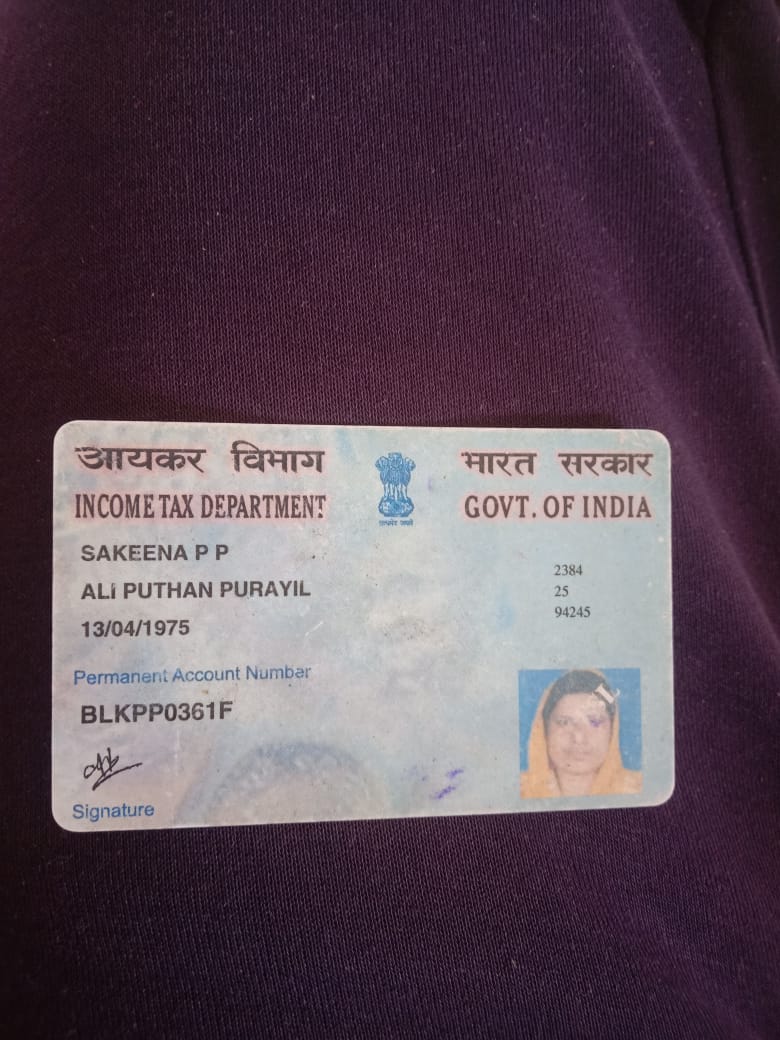 आयकर विभाग
भारत सरकार
INCOME TAX DEPARTMENT
GOVT. OF INDIA
सत्यमेव जयते
SAKEENA P P
ALI PUTHAN PURAYIL
13/04/1975
2384
25
94245
Permanent Account Number
BLKPP0361F
Signature